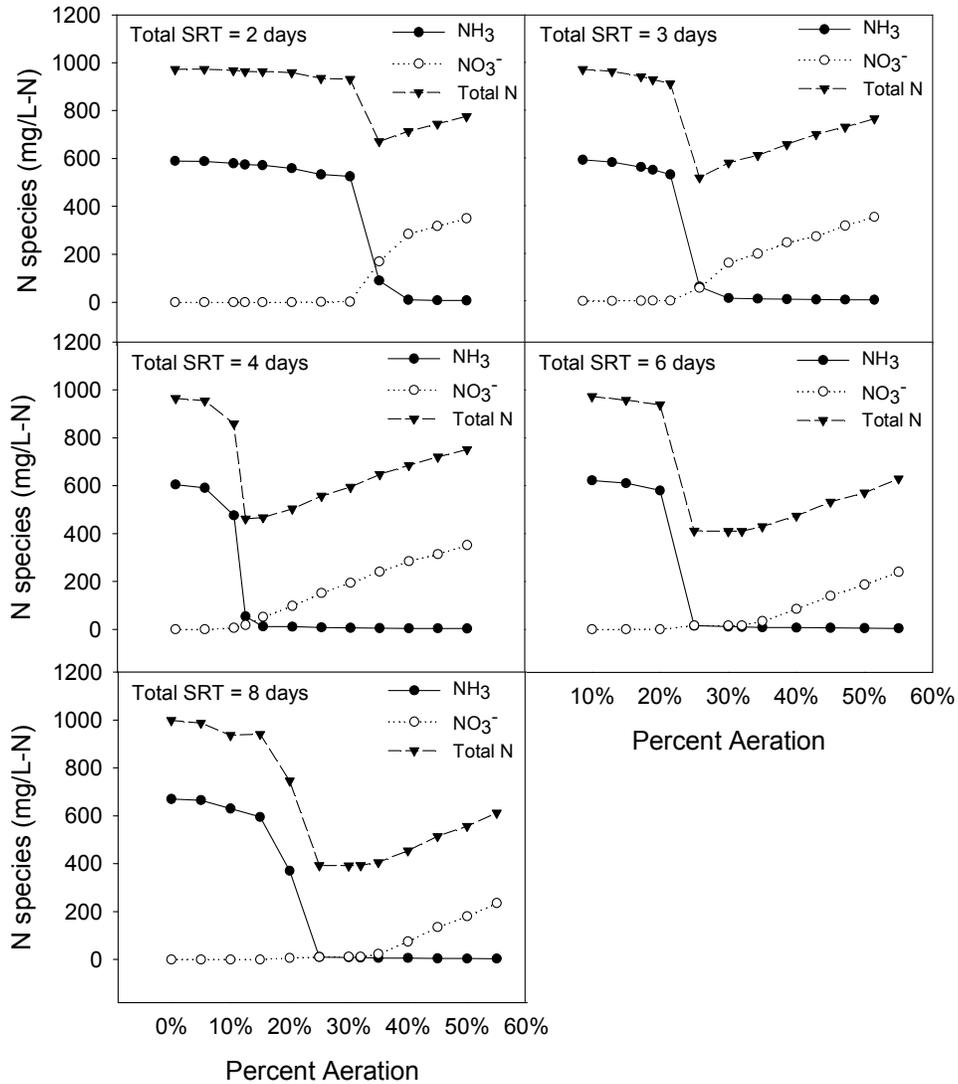 Total SRT = 2 days
NH3
NO3-
Total N
Total SRT = 3 days
NH3
NO3-
Total N
1200
1000
800
600
400
200
0
N species (mg/L-N)
Total SRT = 4 days
NH3
NO3-
Total N
Total SRT = 6 days
NH3
NO3-
Total N
1200
1000
800
600
400
200
0
N species (mg/L-N)
10% 20% 30% 40% 50% 60%
Percent Aeration
Total SRT = 8 days
NH3
NO3-
Total N
1200
1000
800
600
400
200
0
N species (mg/L-N)
0% 10% 20% 30% 40% 50% 60%
Percent Aeration